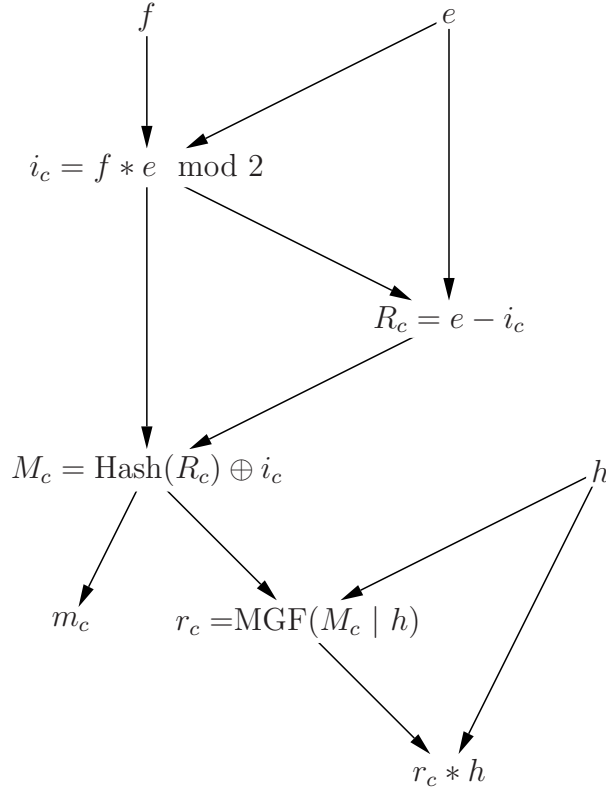 f
e
i_c = f * e mod 2
R_c = e − i_c
M_c = Hash(R_c) ⊕ i_c
h
m_c
r_c =MGF(M_c | h)
r_c * h